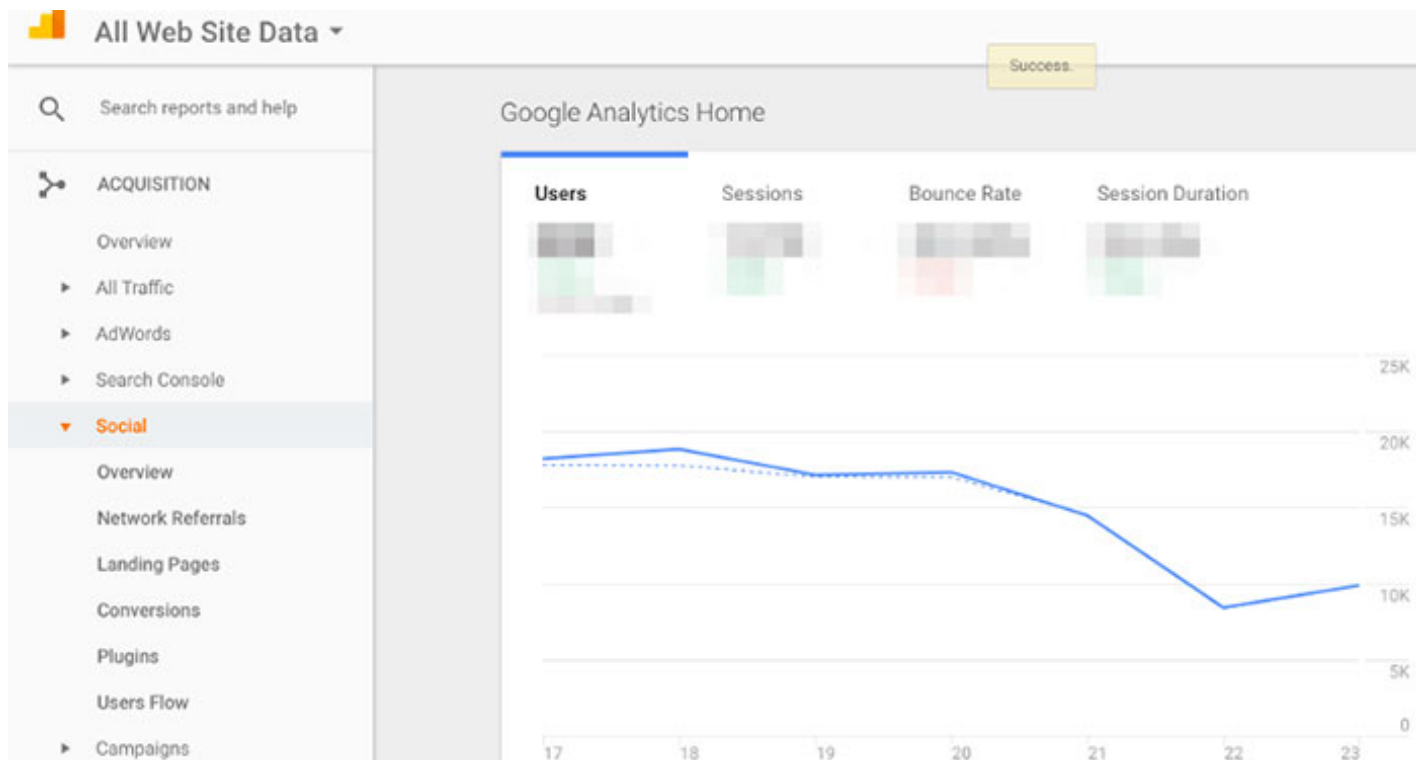 All Web Site Data
Success.
Search reports and help
ACQUISITION
Overview
All Traffic
AdWords
Search Console
Social
Overview
Network Referrals
Landing Pages
Conversions
Plugins
Users Flow
Campaigns
Google Analytics Home
Users Sessions Bounce Rate Session Duration
25K
20K
15K
10K
5K
0
17 18 19 20 21 22 23